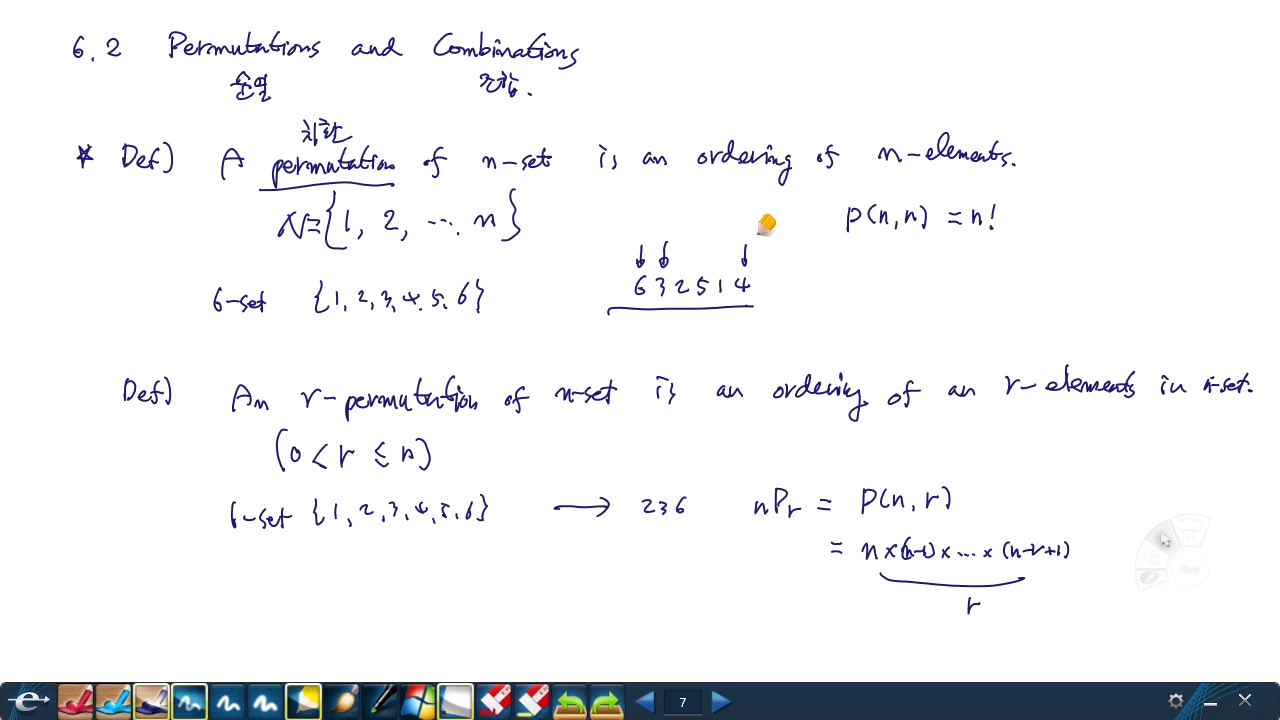 6.2 Permutations and Combinations
순열 조합.
치환
* Def) A permutation of n-set is an ordering of n-elements.
N={1, 2, ..., n} P(n,n) = n!
6-set {1, 2, 3, 4, 5, 6} 632514
Def) An r-permutation of n-set is an ordering of an r-elements in n-set.
(0 < r ≤ n)
6-set {1, 2, 3, 4, 5, 6} → 236 nPr = P(n, r)
= n×(n-1)×...×(n-r+1)
r
7